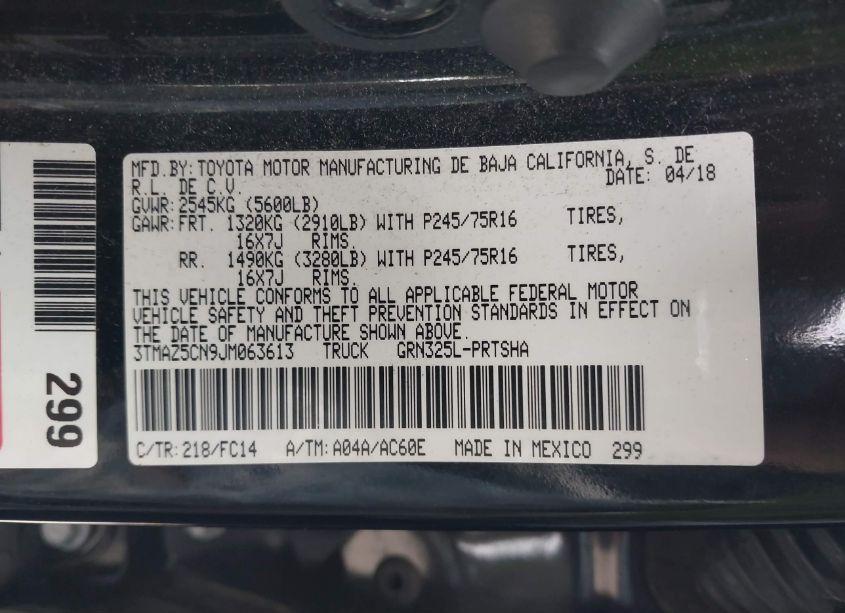 MFD.BY: TOYOTA MOTOR MANUFACTURING DE BAJA CALIFORNIA, S. DE
R.L. DE C.V. DATE: 04/18
GVWR: 2545KG (5600LB)
GAWR: FRT. 1320KG (2910LB) WITH P245/75R16 TIRES,
16X7J RIMS.
RR. 1490KG (3280LB) WITH P245/75R16 TIRES,
16X7J RIMS.
THIS VEHICLE CONFORMS TO ALL APPLICABLE FEDERAL MOTOR
VEHICLE SAFETY AND THEFT PREVENTION STANDARDS IN EFFECT ON
THE DATE OF MANUFACTURE SHOWN ABOVE.
3TMAZ5CN9JM063613 TRUCK GRN325L-PRTSHA
C/TR: 218/FC14 A/TM: A04A/AC60E MADE IN MEXICO 299
299